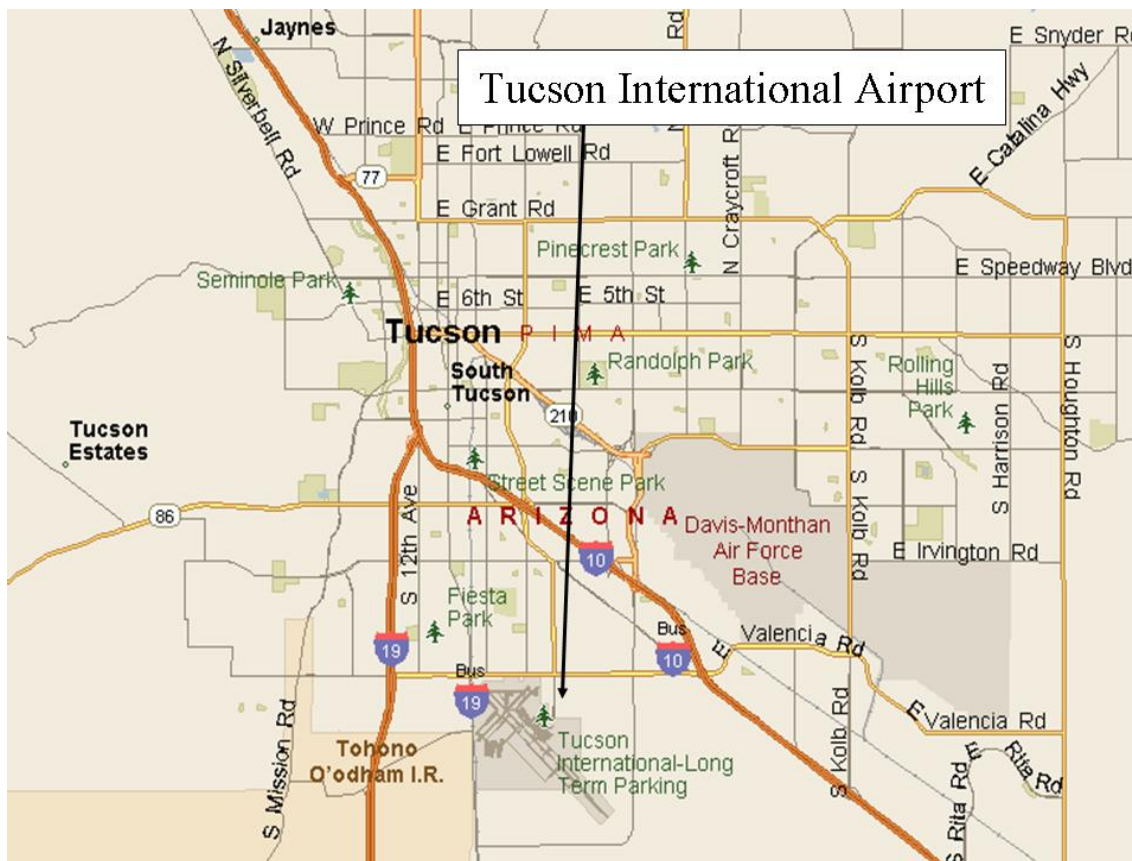 Jaynes
E Snyder Rd
N Silverbell Rd
Rd
Tucson International Airport
E Catalina Hwy
W Prince Rd
E Prince Rd
E Fort Lowell Rd
77
N Craycroft Rd
E Grant Rd
Pinecrest Park
E Speedway Blvd
Seminole Park
E 6th St
E 5th St
Tucson
PIMA
S Kolb Rd
S Houghton Rd
South
Tucson
Randolph Park
Rolling
Hills
Park
S Harrison Rd
210
Tucson
Estates
Street Scene Park
86
S 12th Ave
ARIZONA
S Kolb Rd
Davis-Monthan
Air Force
Base
E Irvington Rd
10
Fiesta
Park
19
Bus
10
E Valencia Rd
Bus
19
E Valencia Rd
S Mission Rd
Tohono
O'odham I.R.
Tucson
International-Long
Term Parking
S Kolb Rd
S Rita Rd
E Rita Rd